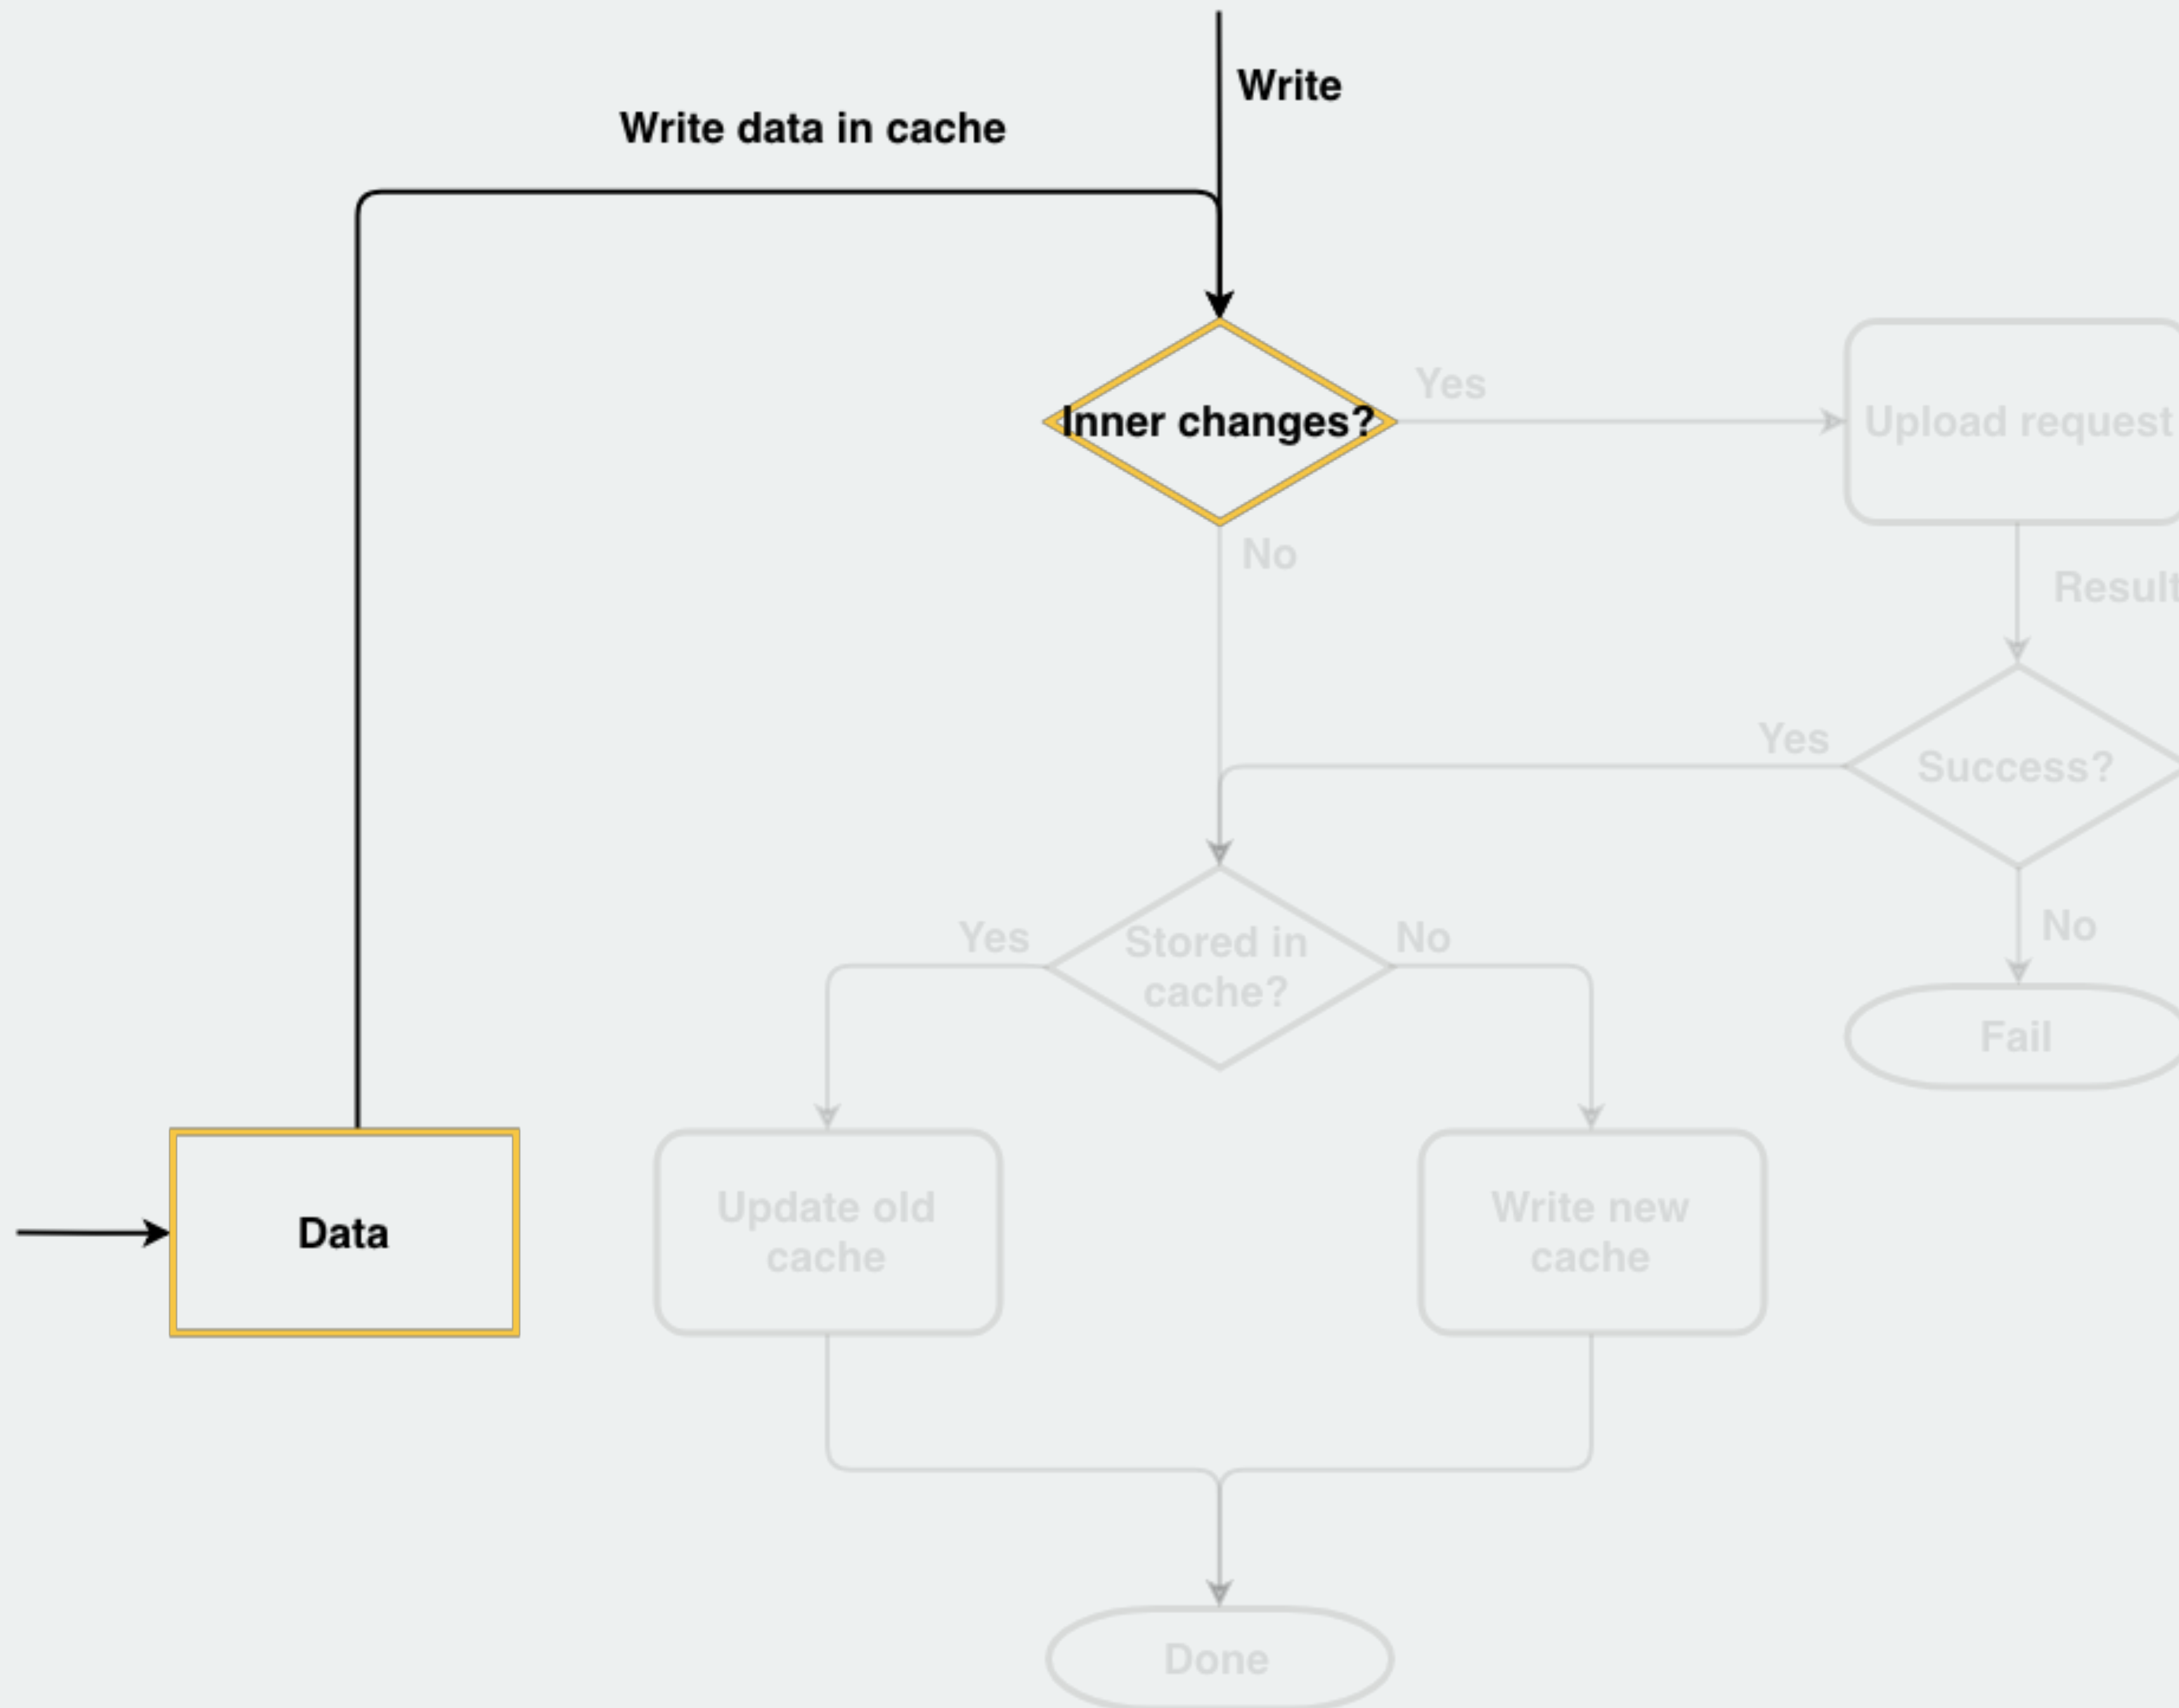 Write
Write data in cache
Yes
Inner changes?
Upload request
No
Result
Yes
Success?
Yes
Stored in
cache?
No
No
Fail
Data
Update old
cache
Write new
cache
Done